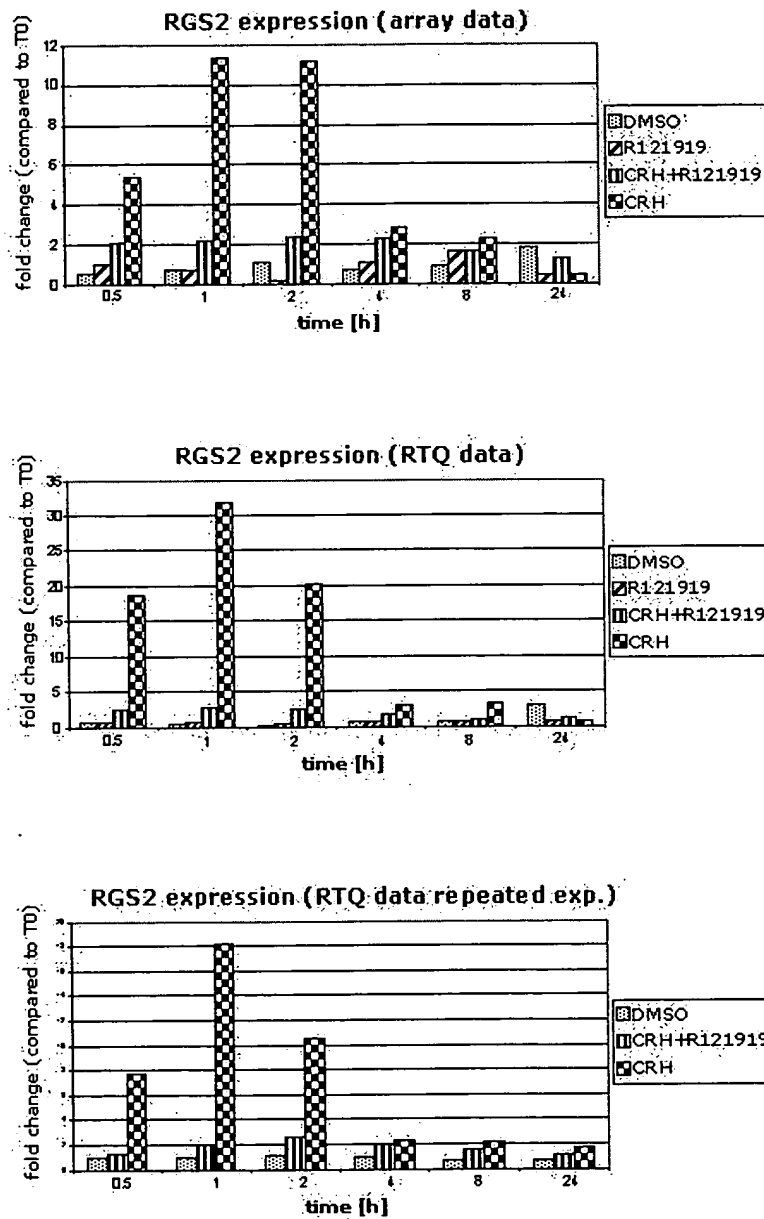 RGS2 expression (array data)
fold change (compared to T0)
12
10
8
6
4
2
0
0.5 1 2 4 8 24
time [h]
DMSO
R121919
CRH+R121919
CRH
RGS2 expression (RTQ data)
fold change (compared to T0)
35
30
25
20
15
10
5
0
0.5 1 2 4 8 24
time [h]
DMSO
R121919
CRH+R121919
CRH
RGS2 expression (RTQ data repeated exp.)
fold change (compared to T0)
0.5 1 2 4 8 24
time [h]
DMSO
CRH+R121919
CRH